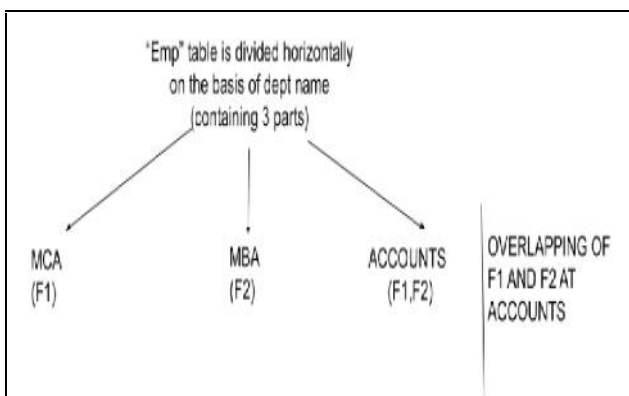 "Emp" table is divided horizontally
on the basis of dept name
(containing 3 parts)
MCA
(F1)
MBA
(F2)
ACCOUNTS
(F1,F2)
OVERLAPPING OF
F1 AND F2 AT
ACCOUNTS